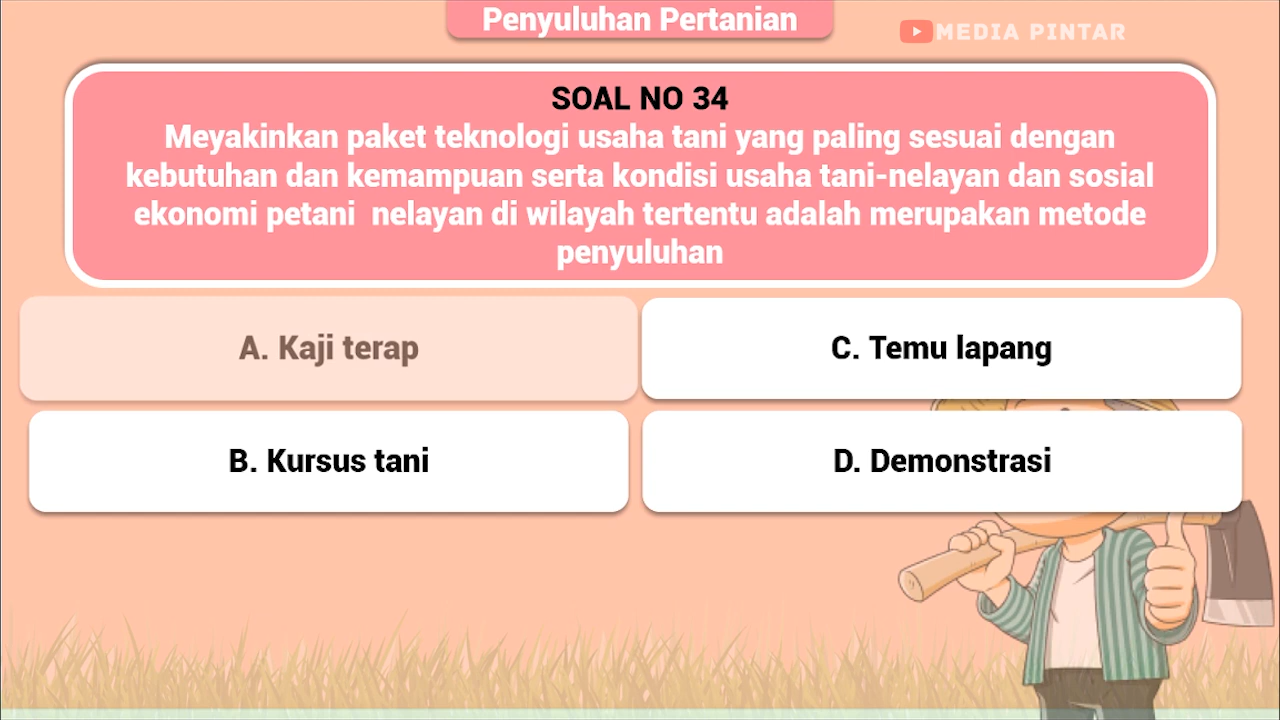 Penyuluhan Pertanian
MEDIA PINTAR
SOAL NO 34
Meyakinkan paket teknologi usaha tani yang paling sesuai dengan
kebutuhan dan kemampuan serta kondisi usaha tani-nelayan dan sosial
ekonomi petani  nelayan di wilayah tertentu adalah merupakan metode
penyuluhan
A. Kaji terap
C. Temu lapang
B. Kursus tani
D. Demonstrasi